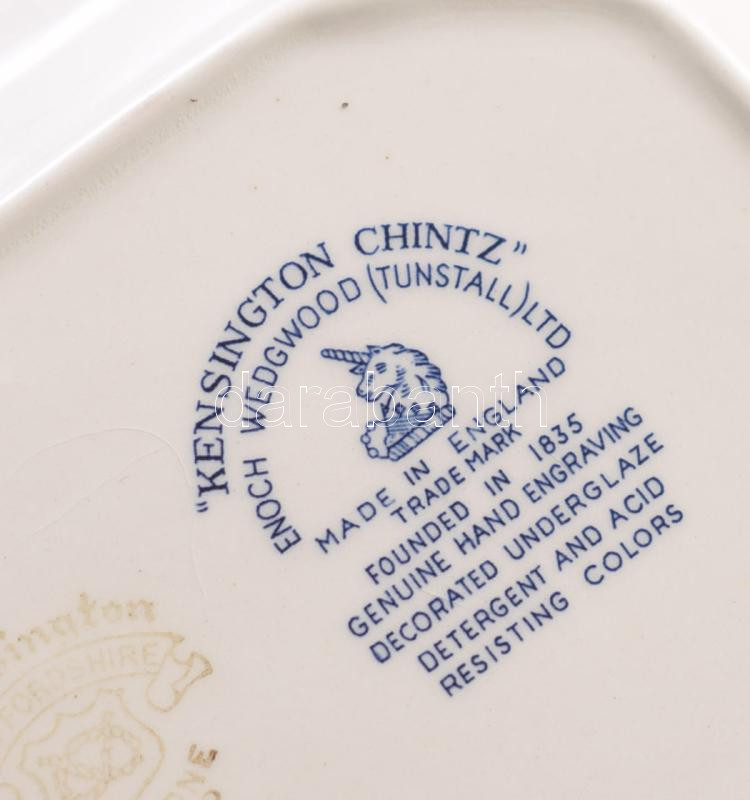 "KENSINGTON CHINTZ"
ENOCH WEDGWOOD (TUNSTALL) LTD
MADE IN ENGLAND
TRADE MARK
FOUNDED IN 1835
GENUINE HAND ENGRAVING
DECORATED UNDERGLAZE
DETERGENT AND ACID
RESISTING COLORS
darabanth